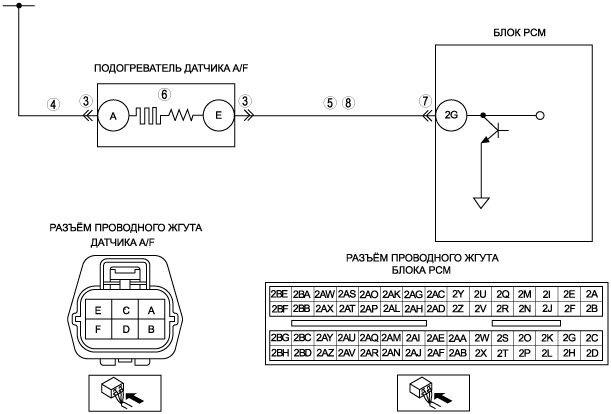 БЛОК PCM
ПОДОГРЕВАТЕЛЬ ДАТЧИКА A/F
4 3 6 3 5 8 7
A E 2G
РАЗЪЁМ ПРОВОДНОГО ЖГУТА
ДАТЧИКА A/F
E C A
F D B
РАЗЪЁМ ПРОВОДНОГО ЖГУТА
БЛОКА PCM
2BE 2BA 2AW 2AS 2AO 2AK 2AG 2AC 2Y 2U 2Q 2M 2I 2E 2A
2BF 2BB 2AX 2AT 2AP 2AL 2AH 2AD 2Z 2V 2R 2N 2J 2F 2B
2BG 2BC 2AY 2AU 2AQ 2AM 2AI 2AE 2AA 2W 2S 2O 2K 2G 2C
2BH 2BD 2AZ 2AV 2AR 2AN 2AJ 2AF 2AB 2X 2T 2P 2L 2H 2D